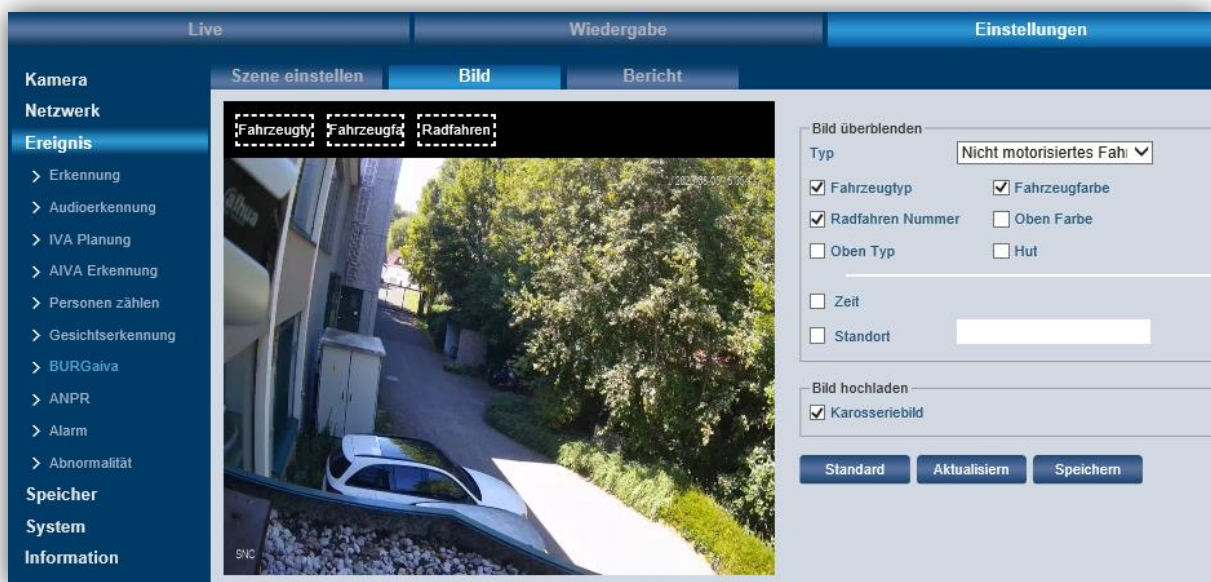 Live Wiedergabe Einstellungen
Szene einstellen Bild Bericht
Kamera
Netzwerk
Ereignis
> Erkennung
> Audioerkennung
> IVA Planung
> AIVA Erkennung
> Personen zählen
> Gesichtserkennung
> BURGaiva
> ANPR
> Alarm
> Abnormalität
Speicher
System
Information
Fahrzeugty Fahrzeugfa Radfahren
SNC
Bild überblenden
Typ Nicht motorisiertes Fahr
Fahrzeugtyp Fahrzeugfarbe
Radfahren Nummer Oben Farbe
Oben Typ Hut
Zeit
Standort
Bild hochladen
Karosseriebild
Standard Aktualisiern Speichern